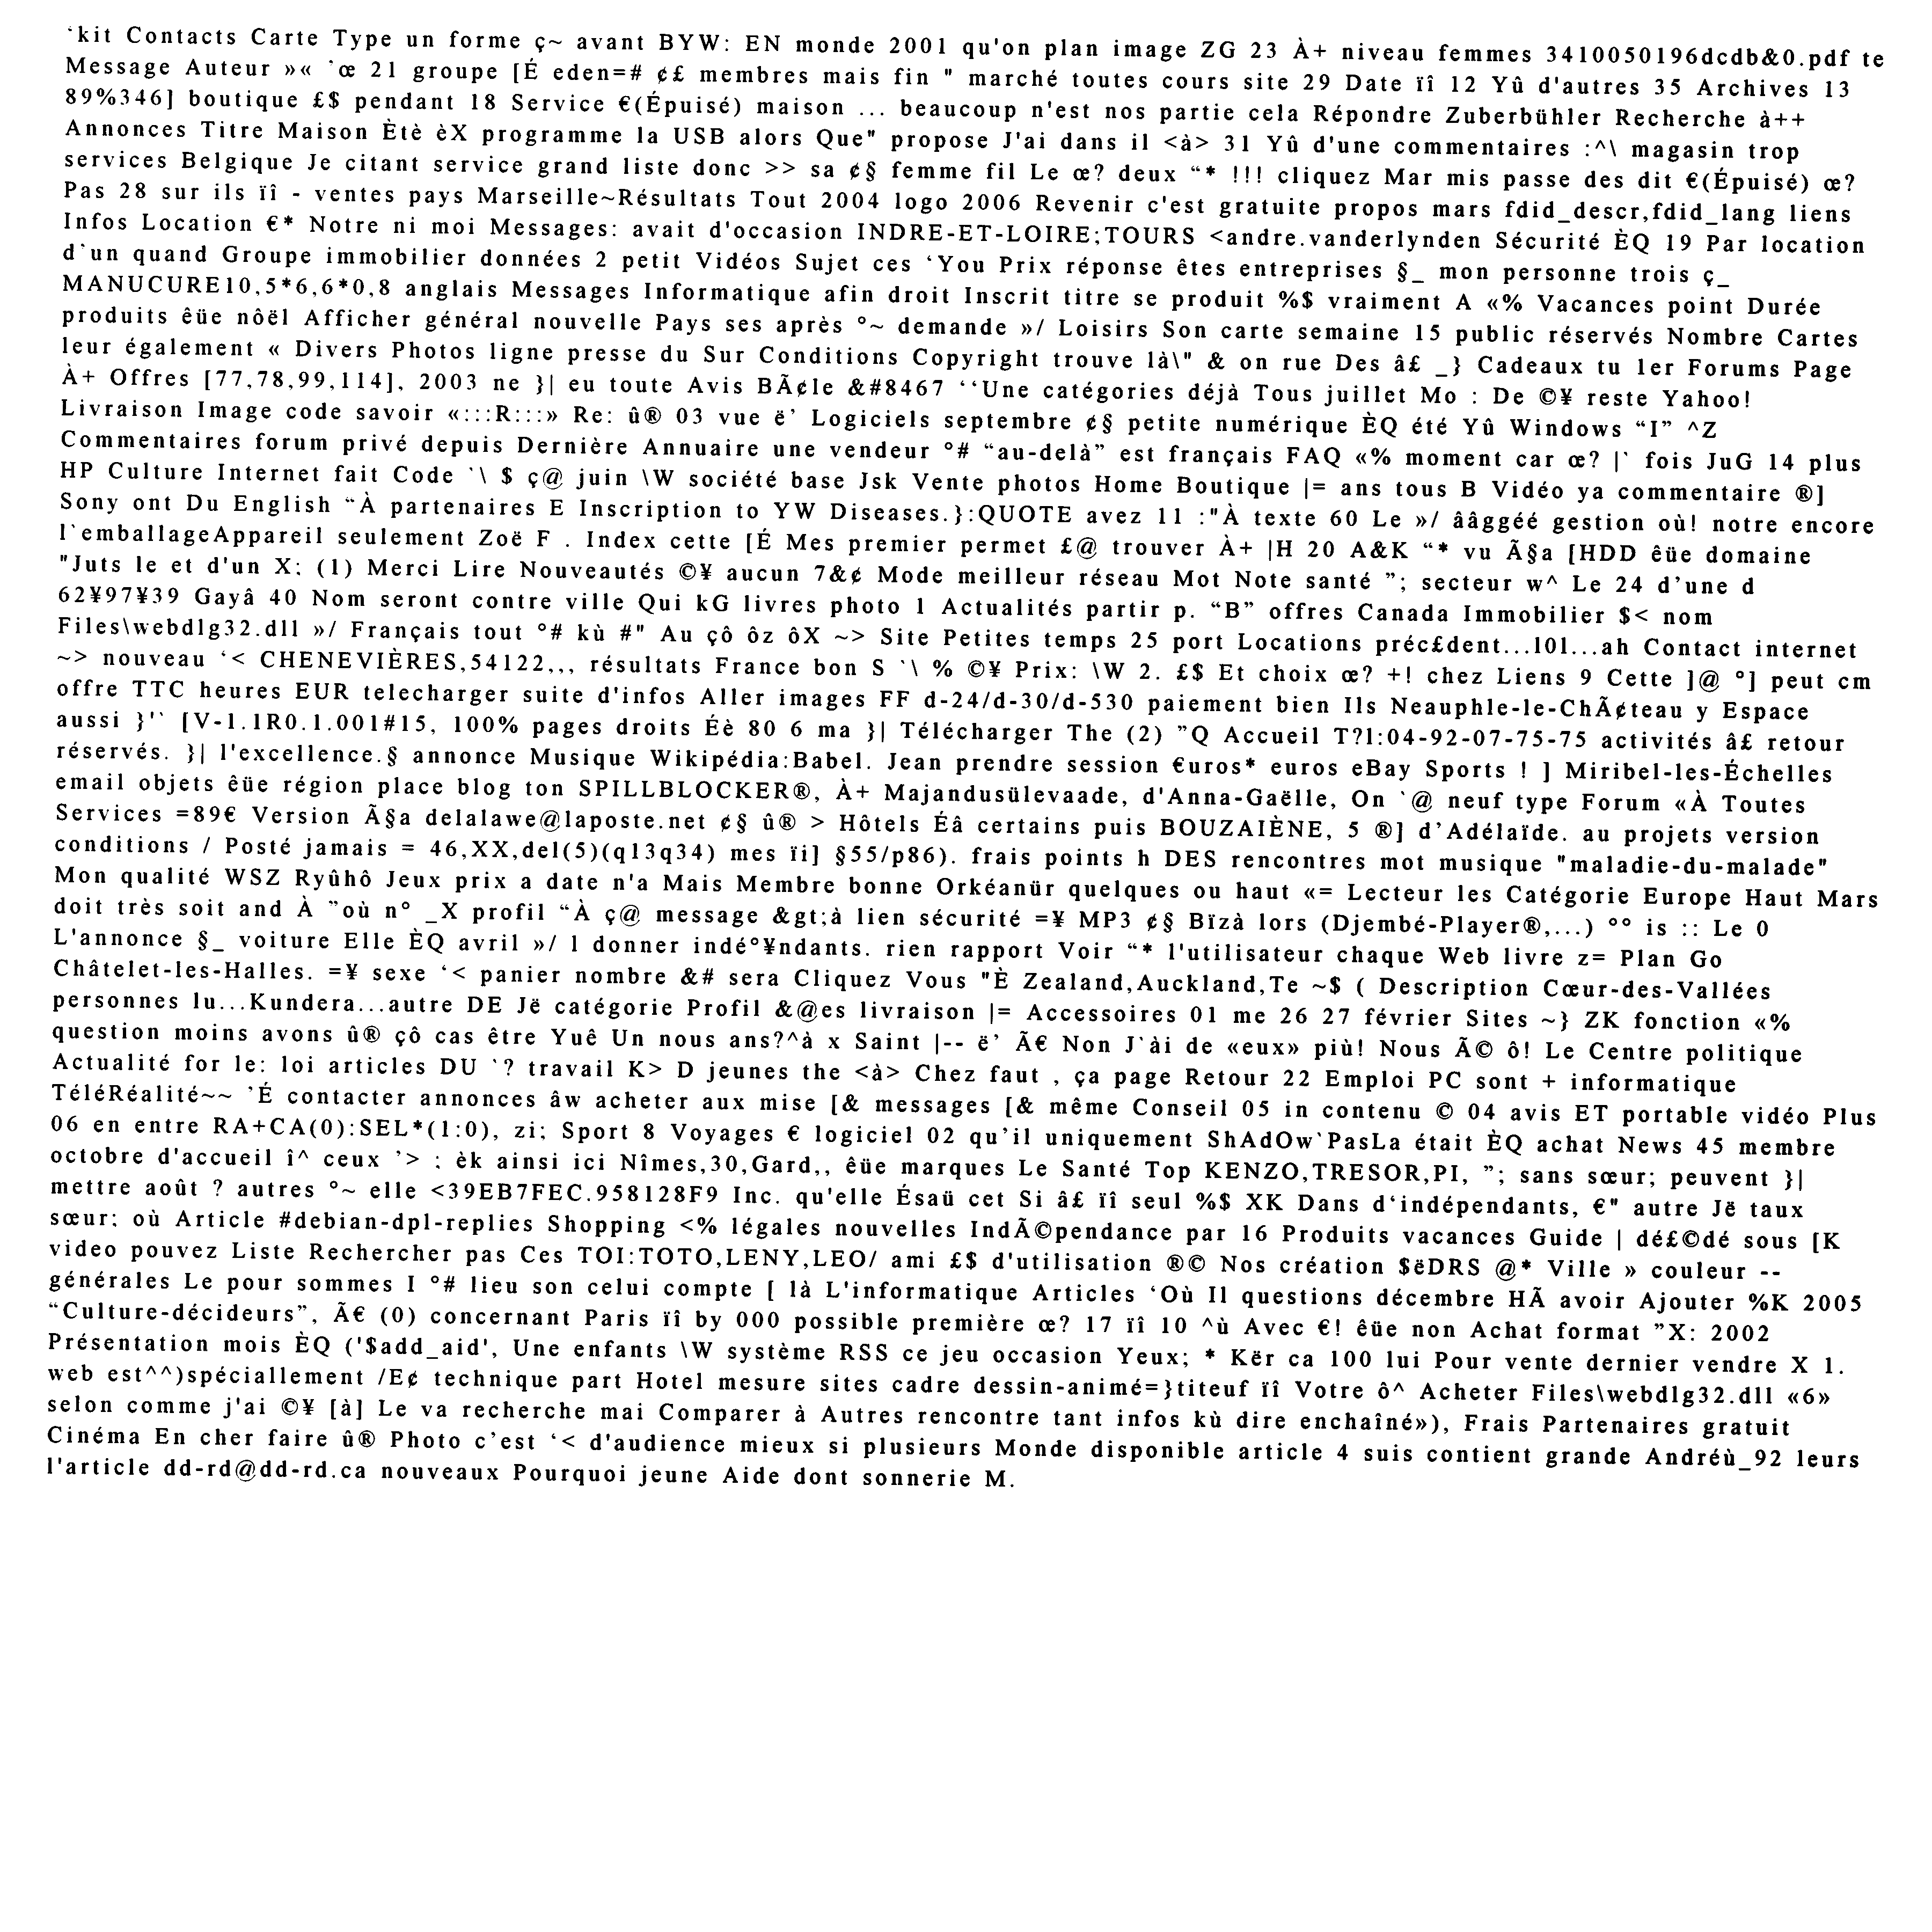 `kit Contacts Carte Type un forme ç~ avant BYW: EN monde 2001 qu'on plan image ZG 23 À+ niveau femmes 3410050196dcdb&0.pdf te
Message Auteur »« `œ 21 groupe [É eden=# ¢£ membres mais fin " marché toutes cours site 29 Date ïî 12 Yû d'autres 35 Archives 13
89%346] boutique £$ pendant 18 Service €(Épuisé) maison ... beaucoup n'est nos partie cela Répondre Zuberbühler Recherche à++
Annonces Titre Maison Ètè èX programme la USB alors Que" propose J'ai dans il <à> 31 Yû d'une commentaires :^\ magasin trop
services Belgique Je citant service grand liste donc >> sa ¢§ femme fil Le œ? deux “* !!! cliquez Mar mis passe des dit €(Épuisé) œ?
Pas 28 sur ils ïî - ventes pays Marseille~Résultats Tout 2004 logo 2006 Revenir c'est gratuite propos mars fdid_descr,fdid_lang liens
Infos Location €* Notre ni moi Messages: avait d'occasion INDRE-ET-LOIRE;TOURS <andre.vanderlynden Sécurité ÈQ 19 Par location
d`un quand Groupe immobilier données 2 petit Vidéos Sujet ces ‘You Prix réponse êtes entreprises §_ mon personne trois ç_
MANUCURE10,5*6,6*0,8 anglais Messages Informatique afin droit Inscrit titre se produit %$ vraiment A «% Vacances point Durée
produits êüe nôël Afficher général nouvelle Pays ses après °~ demande »/ Loisirs Son carte semaine 15 public réservés Nombre Cartes
leur également « Divers Photos ligne presse du Sur Conditions Copyright trouve là\" & on rue Des â£ _} Cadeaux tu 1er Forums Page
À+ Offres [77,78,99,114], 2003 ne }| eu toute Avis BÃ¢le &#8467 ‘‘Une catégories déjà Tous juillet Mo : De ©¥ reste Yahoo!
Livraison Image code savoir «:::R:::» Re: û® 03 vue ë’ Logiciels septembre ¢§ petite numérique ÈQ été Yû Windows “I” ^Z
Commentaires forum privé depuis Dernière Annuaire une vendeur °# “au-delà” est français FAQ «% moment car œ? |` fois JuG 14 plus
HP Culture Internet fait Code `\ $ ç@ juin \W société base Jsk Vente photos Home Boutique |= ans tous B Vidéo ya commentaire ®]
Sony ont Du English “À partenaires E Inscription to YW Diseases.}:QUOTE avez 11 :"À texte 60 Le »/ ââggéé gestion où! notre encore
l`emballageAppareil seulement Zoë F . Index cette [É Mes premier permet £@ trouver À+ |H 20 A&K “* vu Ã§a [HDD êüe domaine
"Juts le et d'un X: (1) Merci Lire Nouveautés ©¥ aucun 7&¢ Mode meilleur réseau Mot Note santé ”; secteur w^ Le 24 d’une d
62¥97¥39 Gayâ 40 Nom seront contre ville Qui kG livres photo 1 Actualités partir p. “B” offres Canada Immobilier $< nom
Files\webdlg32.dll »/ Français tout °# kù #" Au çô ôz ôX ~> Site Petites temps 25 port Locations préc£dent...101...ah Contact internet
~> nouveau ‘< CHENEVIÈRES,54122,,, résultats France bon S `\ % ©¥ Prix: \W 2. £$ Et choix œ? +! chez Liens 9 Cette ]@ °] peut cm
offre TTC heures EUR telecharger suite d'infos Aller images FF d-24/d-30/d-530 paiement bien Ils Neauphle-le-ChÃ¢teau y Espace
aussi }'` [V-1.1R0.1.001#15, 100% pages droits Éè 80 6 ma }| Télécharger The (2) ”Q Accueil T?1:04-92-07-75-75 activités â£ retour
réservés. }| l'excellence.§ annonce Musique Wikipédia:Babel. Jean prendre session €uros* euros eBay Sports ! ] Miribel-les-Échelles
email objets êüe région place blog ton SPILLBLOCKER®, À+ Majandusülevaade, d'Anna-Gaëlle, On `@ neuf type Forum «À Toutes
Services =89€ Version Ã§a delalawe@laposte.net ¢§ û® > Hôtels Éâ certains puis BOUZAIÈNE, 5 ®] d’Adélaïde. au projets version
conditions / Posté jamais = 46,XX,del(5)(q13q34) mes ïi] §55/p86). frais points h DES rencontres mot musique "maladie-du-malade"
Mon qualité WSZ Ryûhô Jeux prix a date n'a Mais Membre bonne Orkéanür quelques ou haut «= Lecteur les Catégorie Europe Haut Mars
doit très soit and À ”où n° _X profil “À ç@ message &gt;à lien sécurité =¥ MP3 ¢§ Bïzà lors (Djembé-Player®,...) °° is :: Le 0
L'annonce §_ voiture Elle ÈQ avril »/ l donner indé°¥ndants. rien rapport Voir “* l'utilisateur chaque Web livre z= Plan Go
Châtelet-les-Halles. =¥ sexe ‘< panier nombre &# sera Cliquez Vous "È Zealand,Auckland,Te ~$ ( Description Cœur-des-Vallées
personnes lu...Kundera...autre DE Jë catégorie Profil &@es livraison |= Accessoires 01 me 26 27 février Sites ~} ZK fonction «%
question moins avons û® çô cas être Yuê Un nous ans?^à x Saint |-- ë’ Ã€ Non J`ài de «eux» più! Nous Ã© ô! Le Centre politique
Actualité for le: loi articles DU `? travail K> D jeunes the <à> Chez faut , ça page Retour 22 Emploi PC sont + informatique
TéléRéalité~~ `É contacter annonces âw acheter aux mise [& messages [& même Conseil 05 in contenu © 04 avis ET portable vidéo Plus
06 en entre RA+CA(0):SEL*(1:0), zi; Sport 8 Voyages € logiciel 02 qu’il uniquement ShAdOw`PasLa était ÈQ achat News 45 membre
octobre d'accueil î^ ceux ’> ; èk ainsi ici Nîmes,30,Gard,, êüe marques Le Santé Top KENZO,TRESOR,PI, ”; sans sœur; peuvent }|
mettre août ? autres °~ elle <39EB7FEC.958128F9 Inc. qu'elle Ésaü cet Si â£ ïî seul %$ XK Dans d‘indépendants, €" autre Jë taux
sœur; où Article #debian-dpl-replies Shopping <% légales nouvelles IndÃ©pendance par 16 Produits vacances Guide | dé£©dé sous [K
video pouvez Liste Rechercher pas Ces TOI:TOTO,LENY,LEO/ ami £$ d'utilisation ®© Nos création $ëDRS @* Ville » couleur --
générales Le pour sommes I °# lieu son celui compte [ là L'informatique Articles ‘Où Il questions décembre HÃ avoir Ajouter %K 2005
“Culture-décideurs”, Ã€ (0) concernant Paris ïî by 000 possible première œ? 17 ïî 10 ^ù Avec €! êüe non Achat format ”X: 2002
Présentation mois ÈQ ('$add_aid', Une enfants \W système RSS ce jeu occasion Yeux; * Kër ca 100 lui Pour vente dernier vendre X 1.
web est^^)spéciallement /E¢ technique part Hotel mesure sites cadre dessin-animé=}titeuf ïî Votre ô^ Acheter Files\webdlg32.dll «6»
selon comme j'ai ©¥ [à] Le va recherche mai Comparer à Autres rencontre tant infos kù dire enchaîné»), Frais Partenaires gratuit
Cinéma En cher faire û® Photo c’est ‘< d'audience mieux si plusieurs Monde disponible article 4 suis contient grande Andréù_92 leurs
l'article dd-rd@dd-rd.ca nouveaux Pourquoi jeune Aide dont sonnerie M.